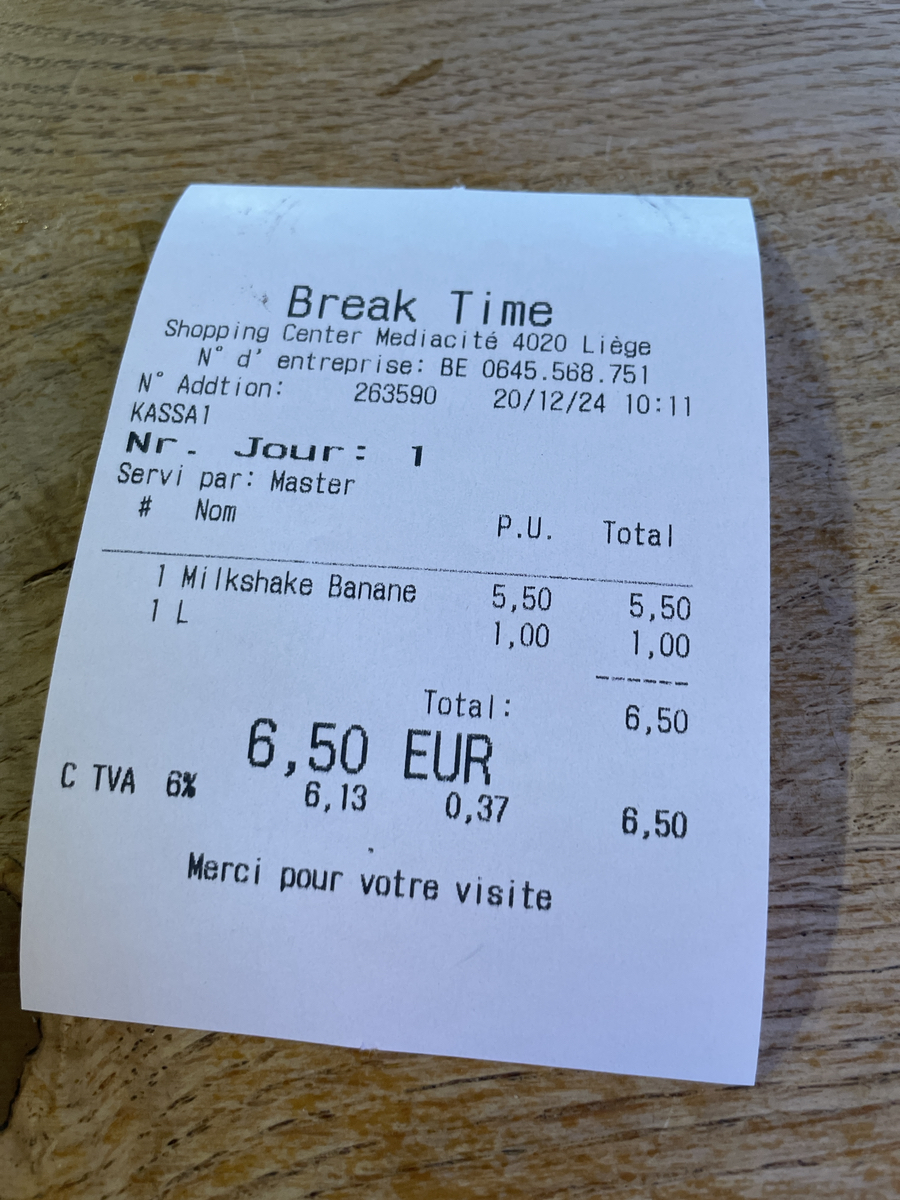 Break Time
Shopping Center Mediacité 4020 Liège
N° d' entreprise: BE 0645.568.751
N° Addtion: 263590 20/12/24 10:11
KASSA1
Nr. Jour: 1
Servi par: Master
# Nom P.U. Total
1 Milkshake Banane 5,50 5,50
1 L 1,00 1,00
Total: 6,50
6,50 EUR
C TVA 6% 6,13 0,37 6,50
Merci pour votre visite